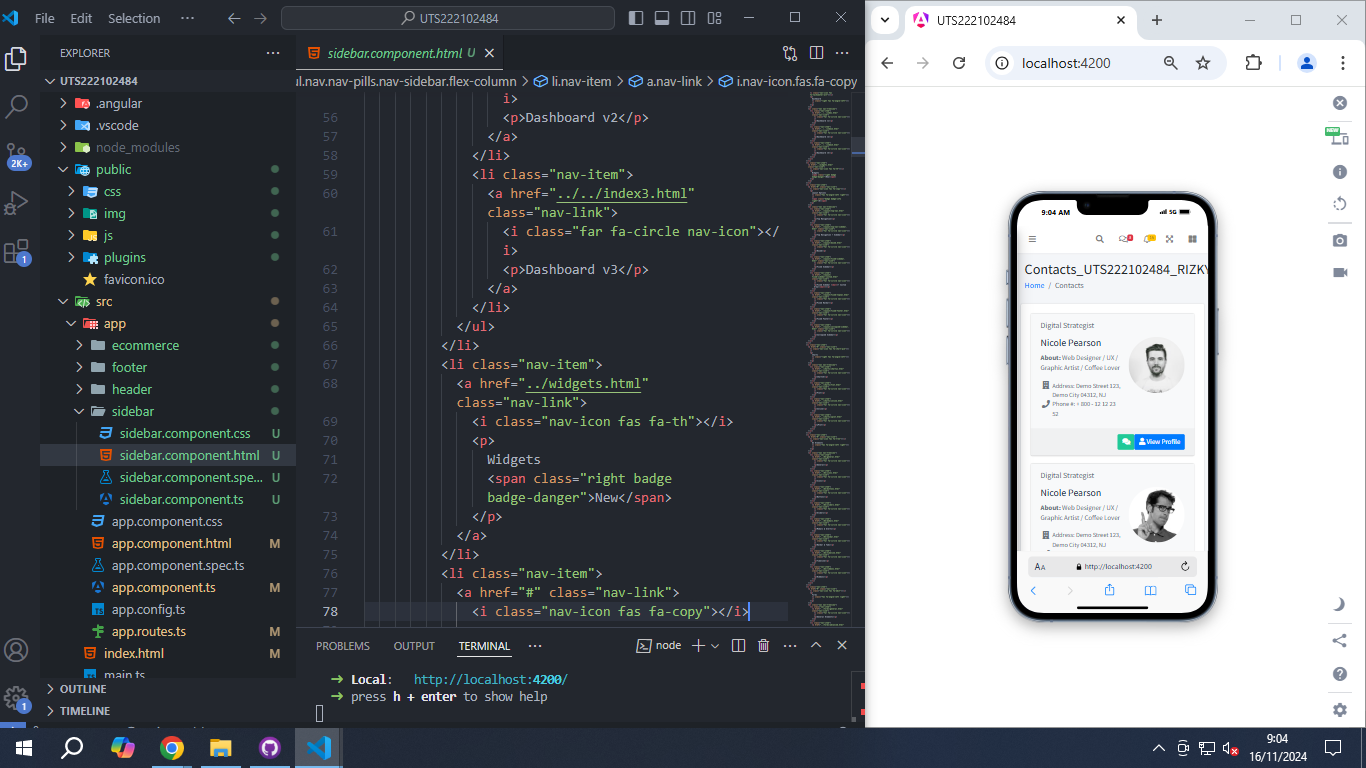 File Edit Selection ··· UTS222102484
EXPLORER ···
UTS222102484
.angular
.vscode
node_modules
public
css
img
js
plugins
favicon.ico
src
app
ecommerce
footer
header
sidebar
sidebar.component.css U
sidebar.component.html U
sidebar.component.spe... U
sidebar.component.ts U
app.component.css
app.component.html M
app.component.spec.ts
app.component.ts M
app.config.ts
app.routes.ts M
index.html M
main.ts
OUTLINE
TIMELINE
2K+
1
1
sidebar.component.html U
ul.nav.nav-pills.nav-sidebar.flex-column > li.nav-item > a.nav-link > i.nav-icon.fas.fa-copy
i>
56 <p>Dashboard v2</p>
57 </a>
58 </li>
59 <li class="nav-item">
60 <a href="../../index3.html"
class="nav-link">
61 <i class="far fa-circle nav-icon"></
i>
62 <p>Dashboard v3</p>
63 </a>
64 </li>
65 </ul>
66 </li>
67 <li class="nav-item">
68 <a href="../widgets.html"
class="nav-link">
69 <i class="nav-icon fas fa-th"></i>
70 <p>
71 Widgets
72 <span class="right badge
badge-danger">New</span>
73 </p>
74 </a>
75 </li>
76 <li class="nav-item">
77 <a href="#" class="nav-link">
78 <i class="nav-icon fas fa-copy"></i>
PROBLEMS OUTPUT TERMINAL ··· node
➜ Local: http://localhost:4200/
➜ press h + enter to show help
UTS222102484
localhost:4200
NEW
9:04 AM 5G
Contacts_UTS222102484_RIZKY
Home / Contacts
Digital Strategist
Nicole Pearson
About: Web Designer / UX /
Graphic Artist / Coffee Lover
Address: Demo Street 123,
Demo City 04312, NJ
Phone #: + 800 - 12 12 23
52
View Profile
Digital Strategist
Nicole Pearson
About: Web Designer / UX /
Graphic Artist / Coffee Lover
Address: Demo Street 123,
Demo City 04312, NJ
AA http://localhost:4200
9:04
16/11/2024